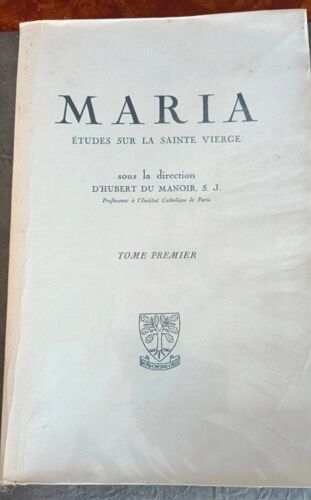 MARIA
ÉTUDES SUR LA SAINTE VIERGE
sous la direction
D'HUBERT DU MANOIR, S. J.
Professeur à l'Institut Catholique de Paris
TOME PREMIER